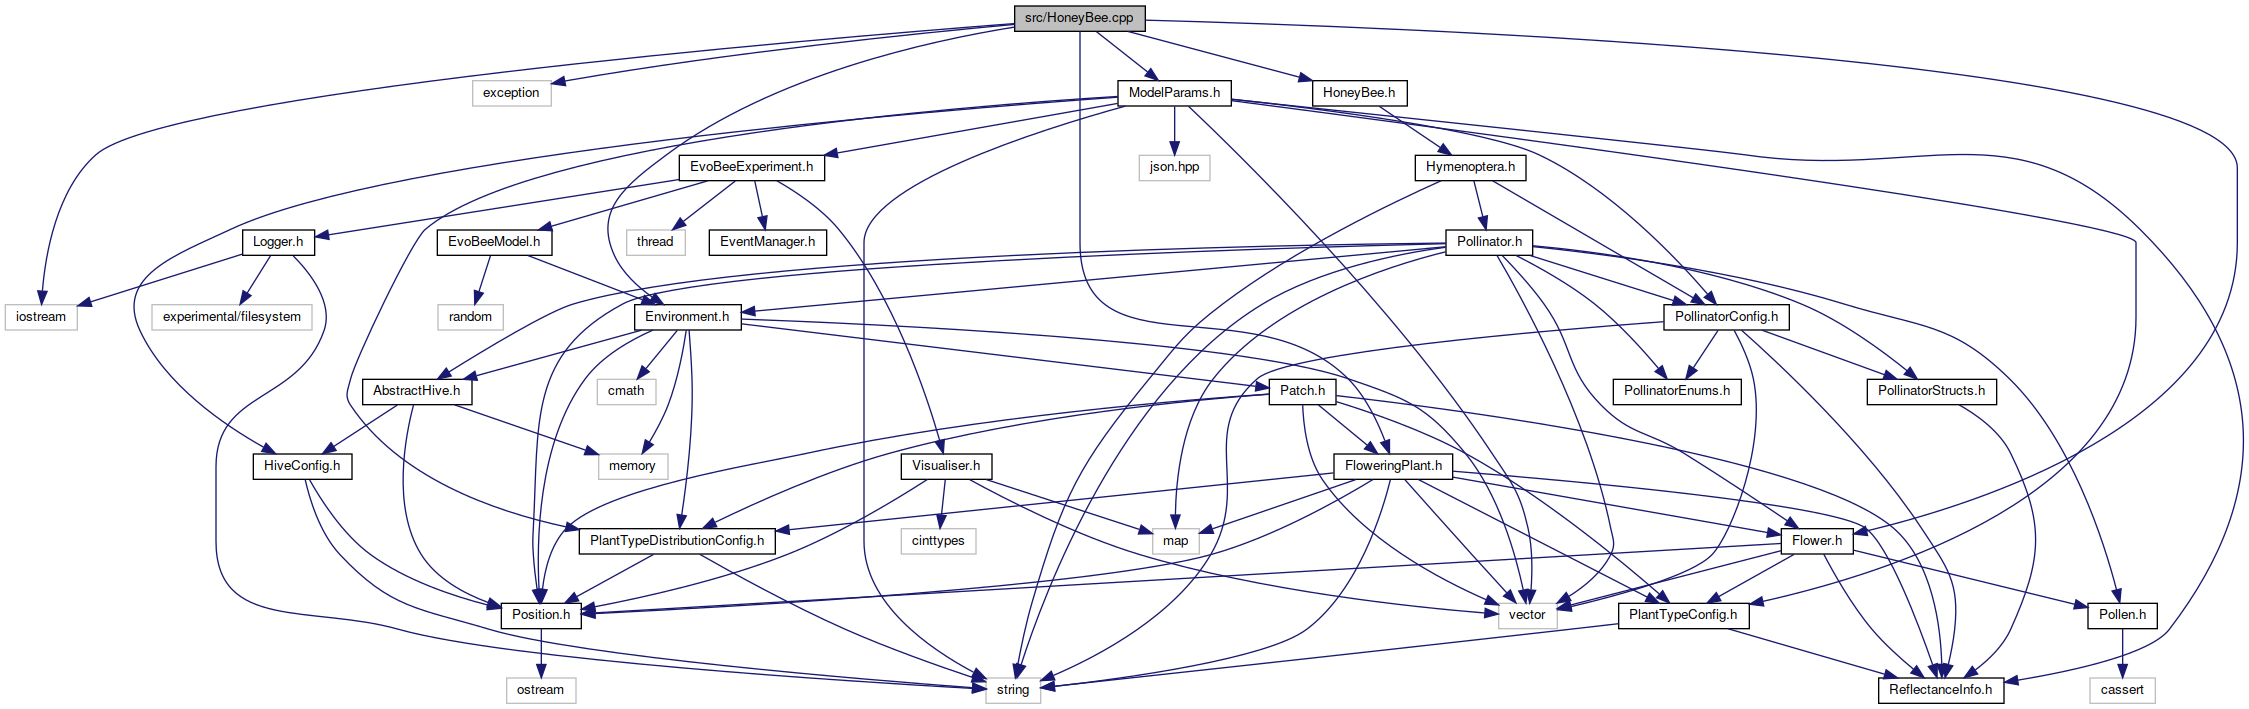 src/HoneyBee.cpp
exception
ModelParams.h
HoneyBee.h
EvoBeeExperiment.h
json.hpp
Hymenoptera.h
Logger.h
EvoBeeModel.h
thread
EventManager.h
Pollinator.h
iostream
experimental/filesystem
random
Environment.h
PollinatorConfig.h
AbstractHive.h
cmath
Patch.h
PollinatorEnums.h
PollinatorStructs.h
HiveConfig.h
memory
Visualiser.h
FloweringPlant.h
PlantTypeDistributionConfig.h
cinttypes
map
Flower.h
Position.h
vector
PlantTypeConfig.h
Pollen.h
ostream
string
ReflectanceInfo.h
cassert